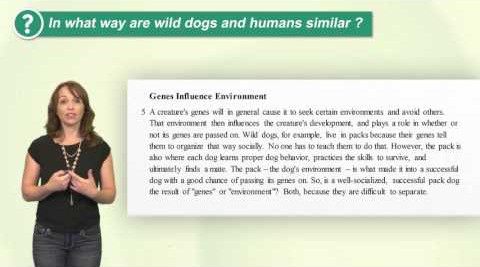 ? In what way are wild dogs and humans similar ?
Genes Influence Environment
5 A creature's genes will in general cause it to seek certain environments and avoid others.
That environment then influences the creature's development, and plays a role in whether or
not its genes are passed on. Wild dogs, for example, live in packs because their genes tell
them to organize that way socially. No one has to teach them to do that. However, the pack is
also where each dog learns proper dog behavior, practices the skills to survive, and
ultimately finds a mate. The pack – the dog's environment – is what made it into a successful
dog with a good chance of passing its genes on. So, is a well-socialized, successful pack dog
the result of "genes" or "environment"? Both, because they are difficult to separate.